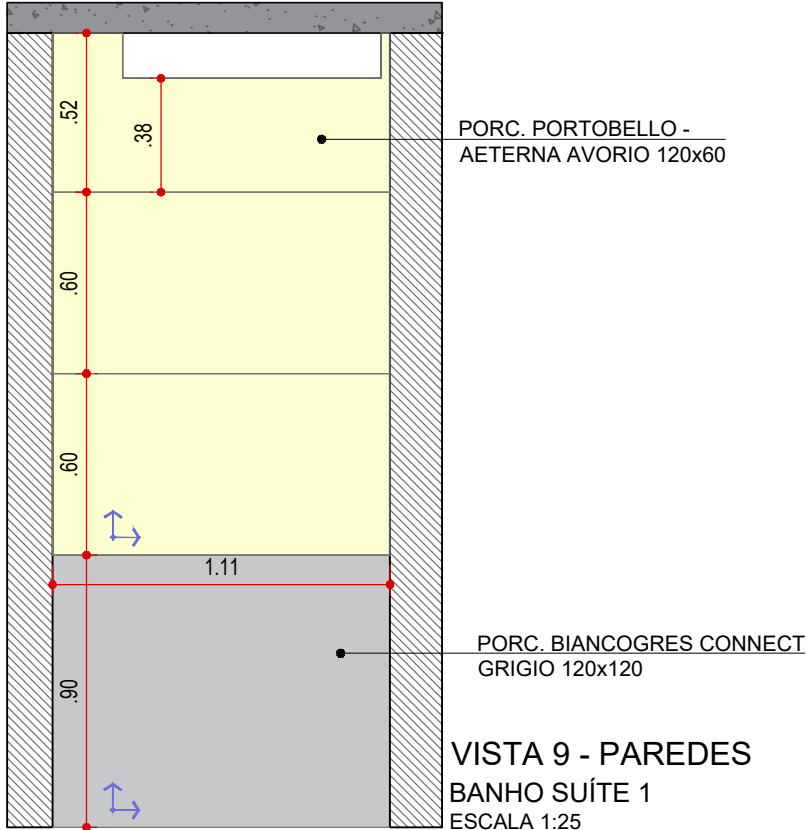 .52
.38
PORC. PORTOBELLO -
AETERNA AVORIO 120x60
.60
.60
1.11
PORC. BIANCOGRES CONNECT
GRIGIO 120x120
.90
VISTA 9 - PAREDES
BANHO SUÍTE 1
ESCALA 1:25